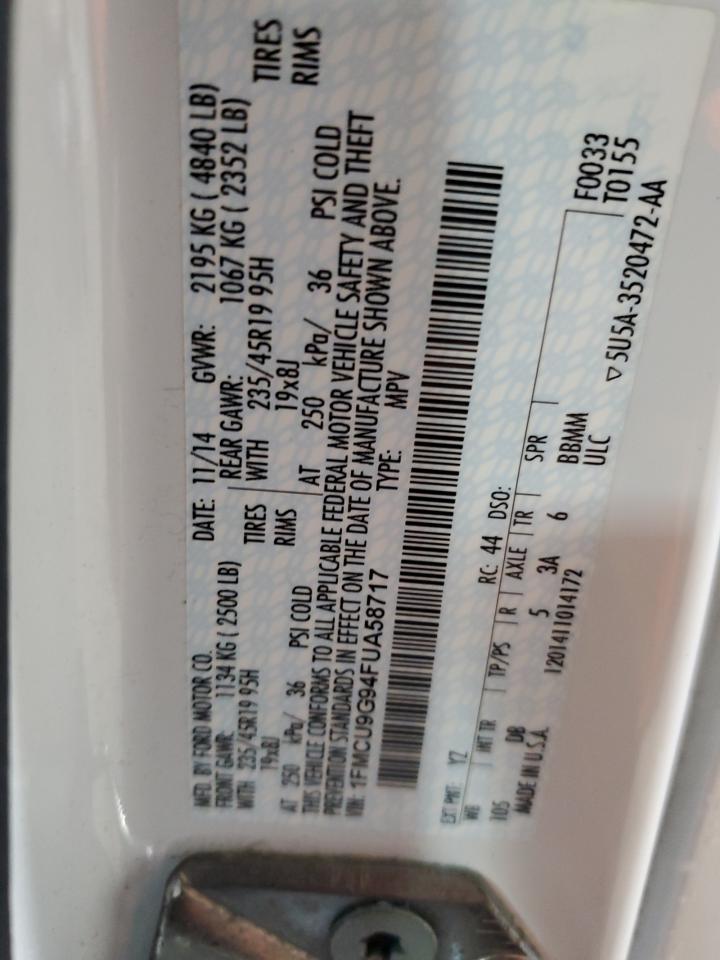 MFD. BY FORD MOTOR CO. DATE: 11/14 GVWR: 2195 KG ( 4840 LB)
FRONT GAWR: 1134 KG ( 2500 LB) REAR GAWR: 1067 KG ( 2352 LB)
WITH 235/45R19 95H TIRES WITH 235/45R19 95H TIRES
19x8J RIMS 19x8J RIMS
AT 250 kPa/ 36 PSI COLD AT 250 kPa/ 36 PSI COLD
THIS VEHICLE CONFORMS TO ALL APPLICABLE FEDERAL MOTOR VEHICLE SAFETY AND THEFT
PREVENTION STANDARDS IN EFFECT ON THE DATE OF MANUFACTURE SHOWN ABOVE.
VIN: 1FMCU9G94FUA58717 TYPE: MPV
EXT PNT: YZ RC: 44 DSO: F0033
WB INT TR TP/PS R AXLE TR SPR T0155
105 DB 5 3A 6 BBMM
MADE IN U.S.A. 1201411014172 ULC ▽5U5A-3520472-AA